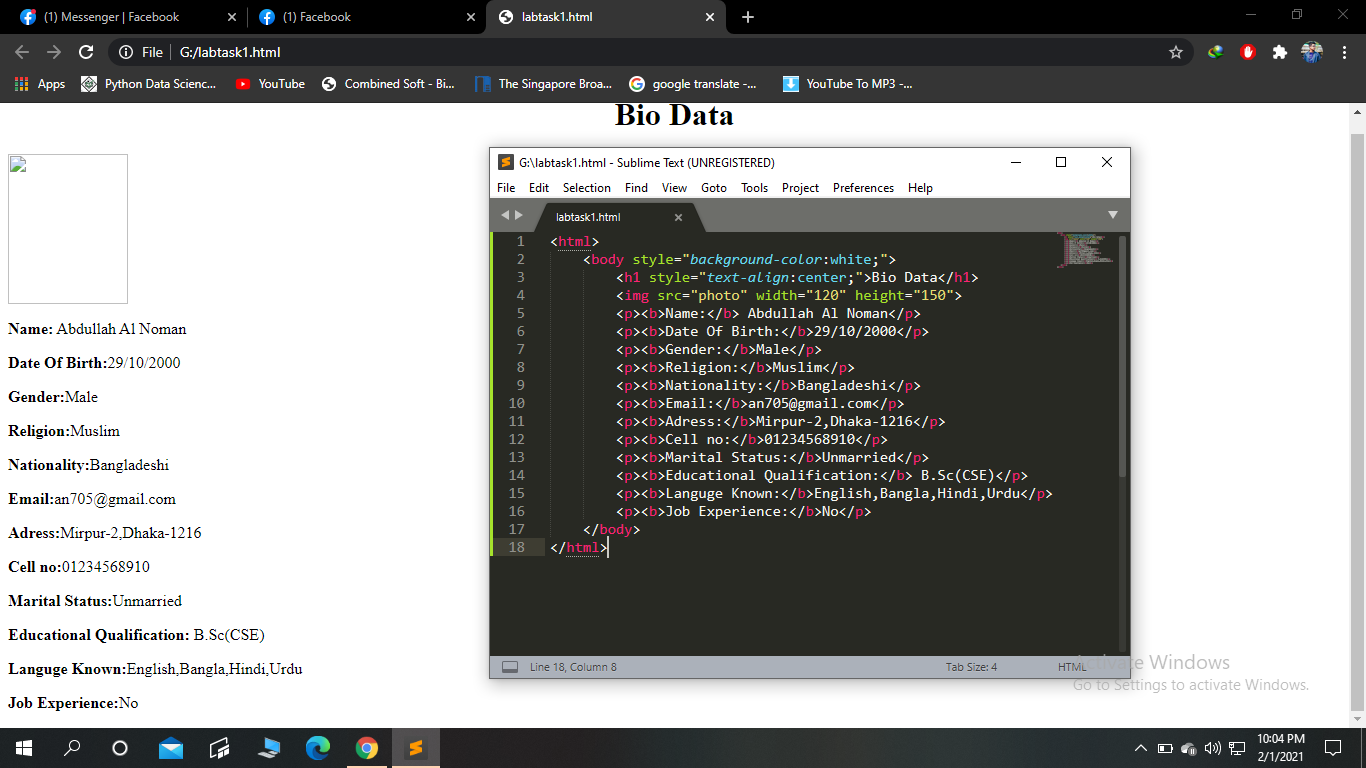 (1) Messenger | Facebook
(1) Facebook
labtask1.html
File
G:/labtask1.html
Apps
Python Data Scienc...
YouTube
Combined Soft - Bi...
The Singapore Broa...
google translate -...
YouTube To MP3 -...
Bio Data
Name: Abdullah Al Noman
Date Of Birth:29/10/2000
Gender:Male
Religion:Muslim
Nationality:Bangladeshi
Email:an705@gmail.com
Adress:Mirpur-2,Dhaka-1216
Cell no:01234568910
Marital Status:Unmarried
Educational Qualification: B.Sc(CSE)
Languge Known:English,Bangla,Hindi,Urdu
Job Experience:No
G:\labtask1.html - Sublime Text (UNREGISTERED)
File Edit Selection Find View Goto Tools Project Preferences Help
labtask1.html
1 <html>
2 <body style="background-color:white;">
3 <h1 style="text-align:center;">Bio Data</h1>
4 <img src="photo" width="120" height="150">
5 <p><b>Name:</b> Abdullah Al Noman</p>
6 <p><b>Date Of Birth:</b>29/10/2000</p>
7 <p><b>Gender:</b>Male</p>
8 <p><b>Religion:</b>Muslim</p>
9 <p><b>Nationality:</b>Bangladeshi</p>
10 <p><b>Email:</b>an705@gmail.com</p>
11 <p><b>Adress:</b>Mirpur-2,Dhaka-1216</p>
12 <p><b>Cell no:</b>01234568910</p>
13 <p><b>Marital Status:</b>Unmarried</p>
14 <p><b>Educational Qualification:</b> B.Sc(CSE)</p>
15 <p><b>Languge Known:</b>English,Bangla,Hindi,Urdu</p>
16 <p><b>Job Experience:</b>No</p>
17 </body>
18 </html>
Line 18, Column 8
Tab Size: 4
HTML
Activate Windows
Go to Settings to activate Windows.
10:04 PM
2/1/2021